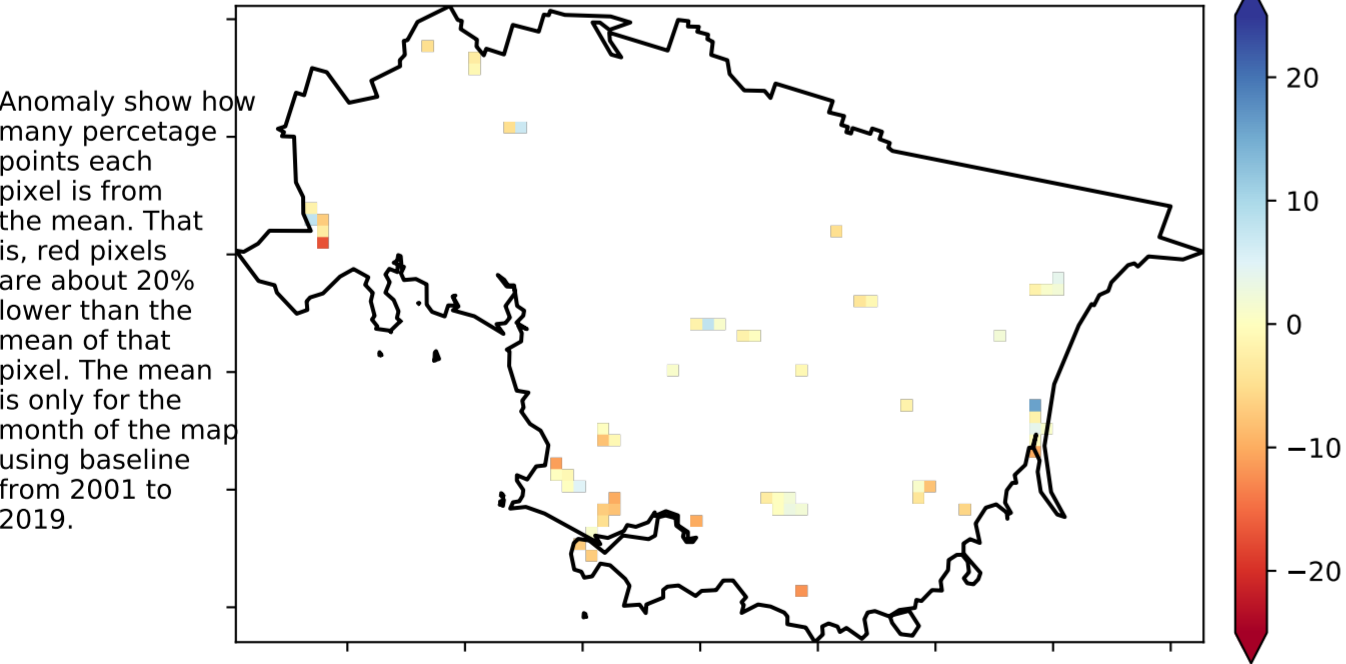 Anomaly show how
many percetage
points each
pixel is from
the mean. That
is, red pixels
are about 20%
lower than the
mean of that
pixel. The mean
is only for the
month of the map
using baseline
from 2001 to
2019.
20
10
0
−10
−20